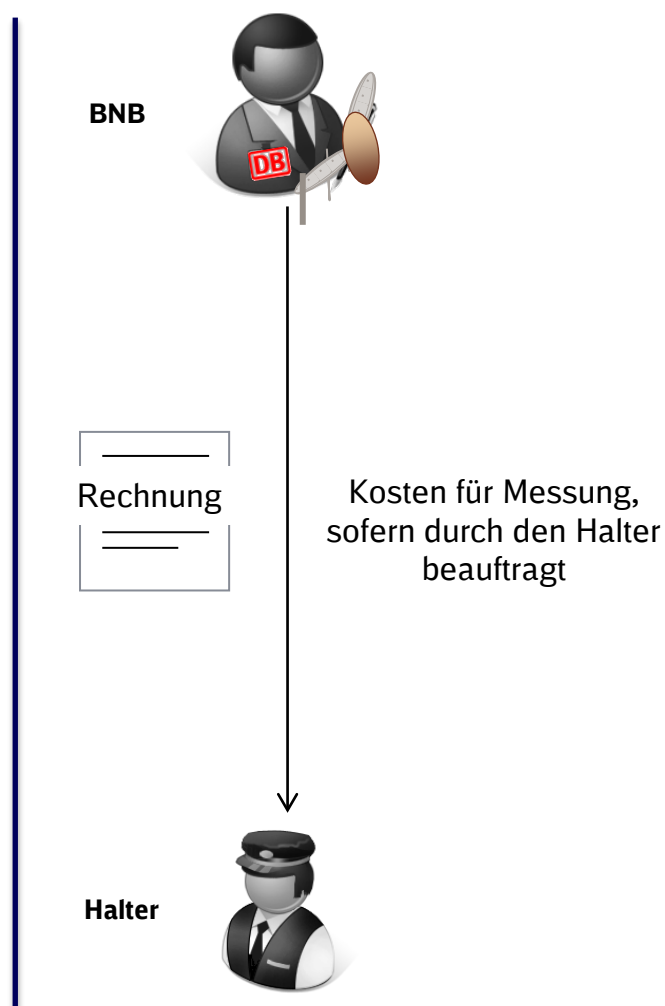 BNB
DB
Rechnung
Kosten für Messung,
sofern durch den Halter
beauftragt
Halter